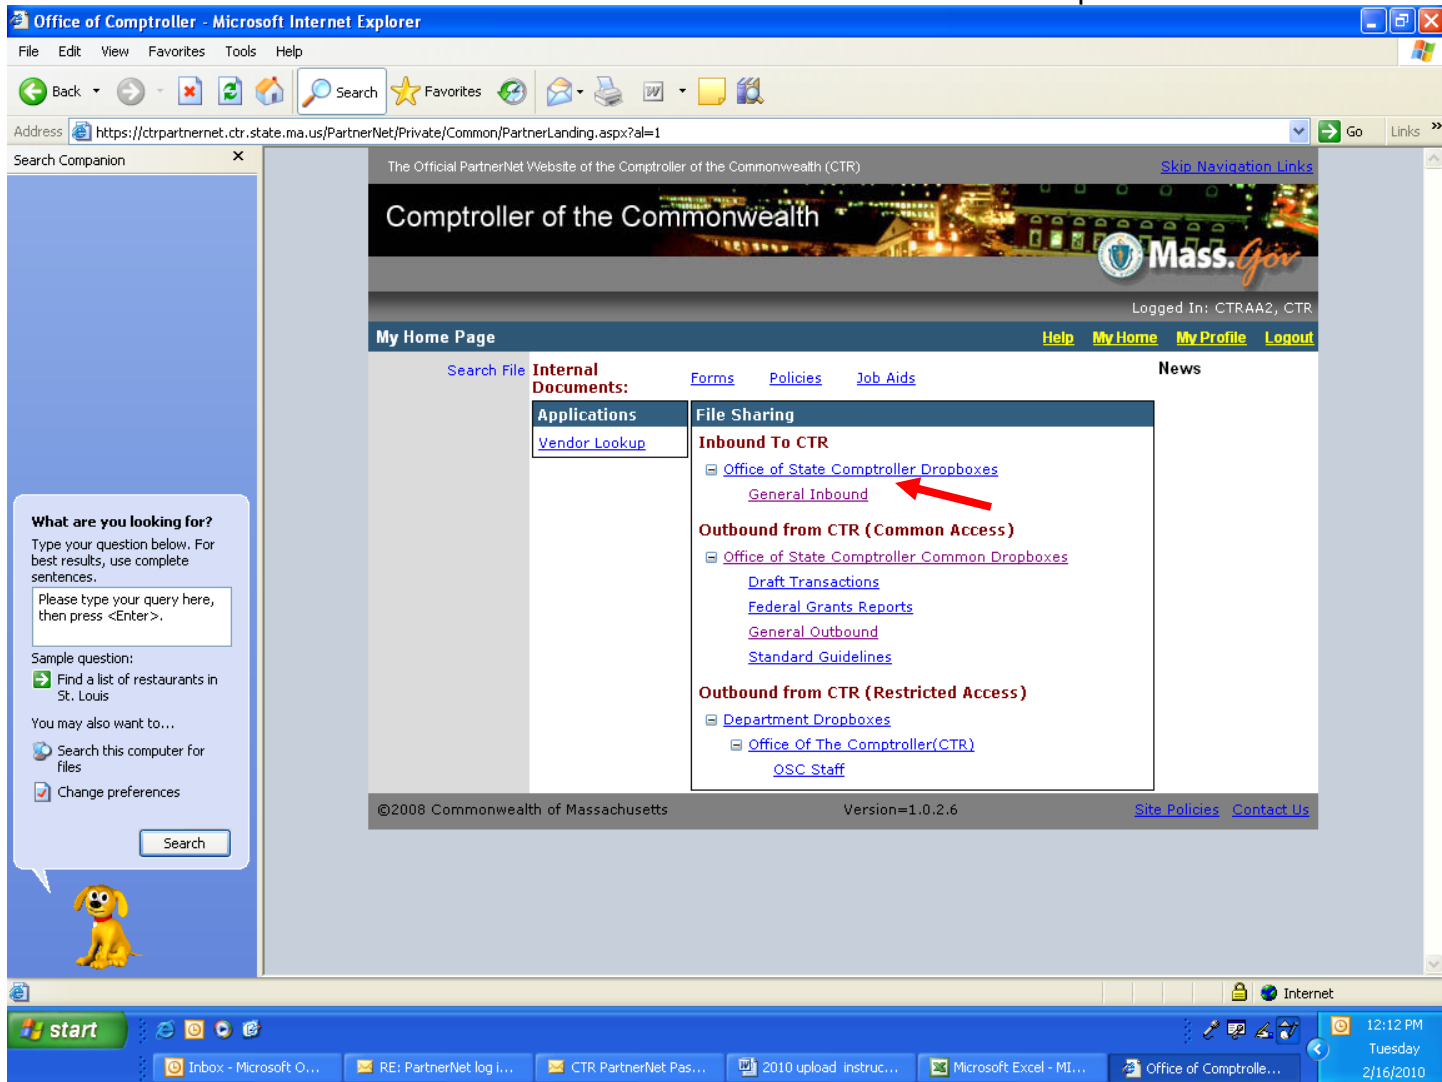 Office of Comptroller - Microsoft Internet Explorer
File Edit View Favorites Tools Help
Back Search Favorites
Address https://ctrpartnernet.ctr.state.ma.us/PartnerNet/Private/Common/PartnerLanding.aspx?al=1 Go Links »
Search Companion
The Official PartnerNet Website of the Comptroller of the Commonwealth (CTR) Skip Navigation Links
Comptroller of the Commonwealth
Mass.Gov
Logged In: CTRAA2, CTR
My Home Page Help My Home My Profile Logout
Search File Internal Documents: Forms Policies Job Aids News
Applications File Sharing
Vendor Lookup Inbound To CTR
Office of State Comptroller Dropboxes
General Inbound
Outbound from CTR (Common Access)
Office of State Comptroller Common Dropboxes
Draft Transactions
Federal Grants Reports
General Outbound
Standard Guidelines
Outbound from CTR (Restricted Access)
Department Dropboxes
Office Of The Comptroller(CTR)
OSC Staff
©2008 Commonwealth of Massachusetts Version=1.0.2.6 Site Policies Contact Us
What are you looking for?
Type your question below. For
best results, use complete
sentences.
Please type your query here,
then press <Enter>.
Sample question:
Find a list of restaurants in
St. Louis
You may also want to...
Search this computer for
files
Change preferences
Search
Internet
start 12:12 PM
Tuesday
Inbox - Microsoft O... RE: PartnerNet log i... CTR PartnerNet Pas... 2010 upload instruc... Microsoft Excel - MI... Office of Comptrolle... 2/16/2010